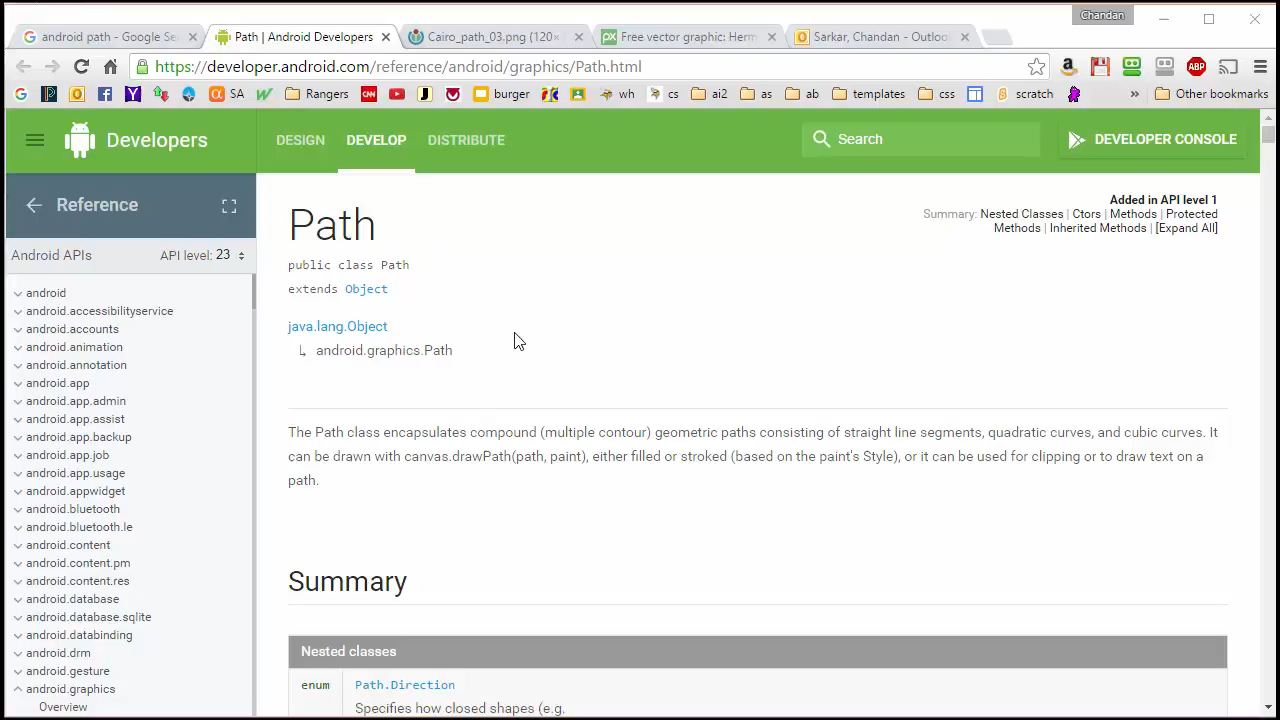 Chandan
android path - Google Se
Path | Android Developers
Cairo_path_03.png (120×
Free vector graphic: Herm
Sarkar, Chandan - Outloo
https://developer.android.com/reference/android/graphics/Path.html
ABP
SA
Rangers
CNN
burger
wh
cs
ai2
as
ab
templates
css
scratch
»
Other bookmarks
Developers
DESIGN
DEVELOP
DISTRIBUTE
Search
DEVELOPER CONSOLE
Reference
Android APIs
API level: 23
android
android.accessibilityservice
android.accounts
android.animation
android.annotation
android.app
android.app.admin
android.app.assist
android.app.backup
android.app.job
android.app.usage
android.appwidget
android.bluetooth
android.bluetooth.le
android.content
android.content.pm
android.content.res
android.database
android.database.sqlite
android.databinding
android.drm
android.gesture
android.graphics
Overview
Added in API level 1
Summary: Nested Classes | Ctors | Methods | Protected
Methods | Inherited Methods | [Expand All]
Path
public class Path
extends Object
java.lang.Object
↳ android.graphics.Path
The Path class encapsulates compound (multiple contour) geometric paths consisting of straight line segments, quadratic curves, and cubic curves. It
can be drawn with canvas.drawPath(path, paint), either filled or stroked (based on the paint's Style), or it can be used for clipping or to draw text on a
path.
Summary
Nested classes
enum
Path.Direction
Specifies how closed shapes (e.g.